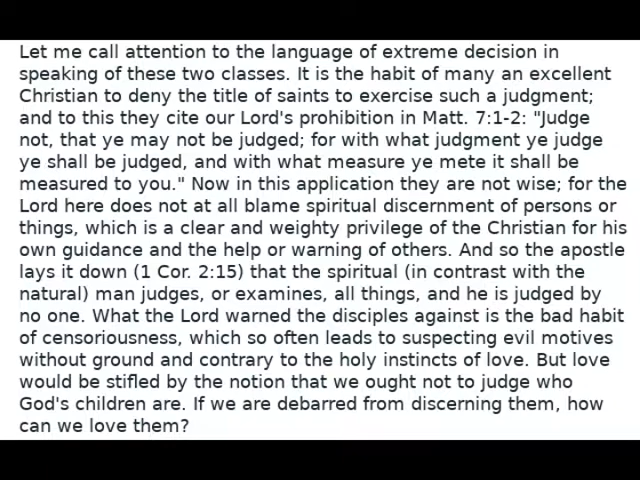 Let me call attention to the language of extreme decision in
speaking of these two classes. It is the habit of many an excellent
Christian to deny the title of saints to exercise such a judgment;
and to this they cite our Lord's prohibition in Matt. 7:1-2: "Judge
not, that ye may not be judged; for with what judgment ye judge
ye shall be judged, and with what measure ye mete it shall be
measured to you." Now in this application they are not wise; for the
Lord here does not at all blame spiritual discernment of persons or
things, which is a clear and weighty privilege of the Christian for his
own guidance and the help or warning of others. And so the apostle
lays it down (1 Cor. 2:15) that the spiritual (in contrast with the
natural) man judges, or examines, all things, and he is judged by
no one. What the Lord warned the disciples against is the bad habit
of censoriousness, which so often leads to suspecting evil motives
without ground and contrary to the holy instincts of love. But love
would be stifled by the notion that we ought not to judge who
God's children are. If we are debarred from discerning them, how
can we love them?